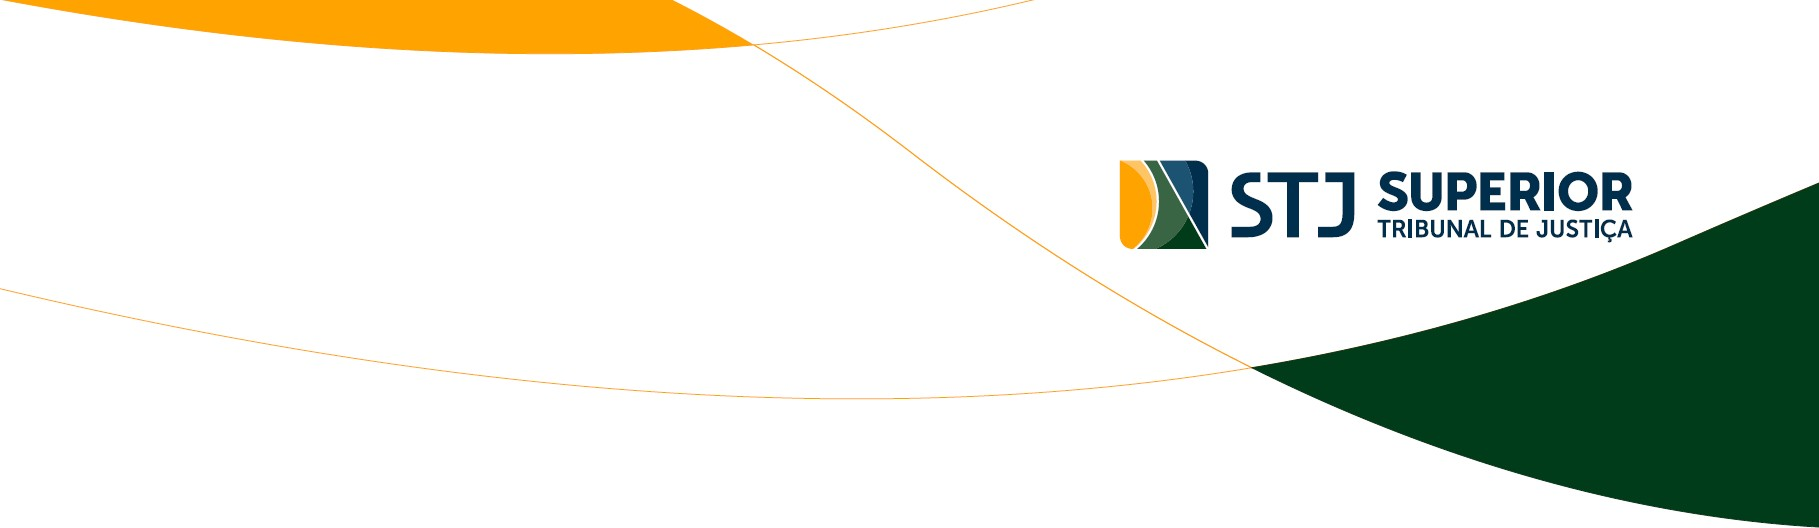 STJ SUPERIOR
TRIBUNAL DE JUSTIÇA